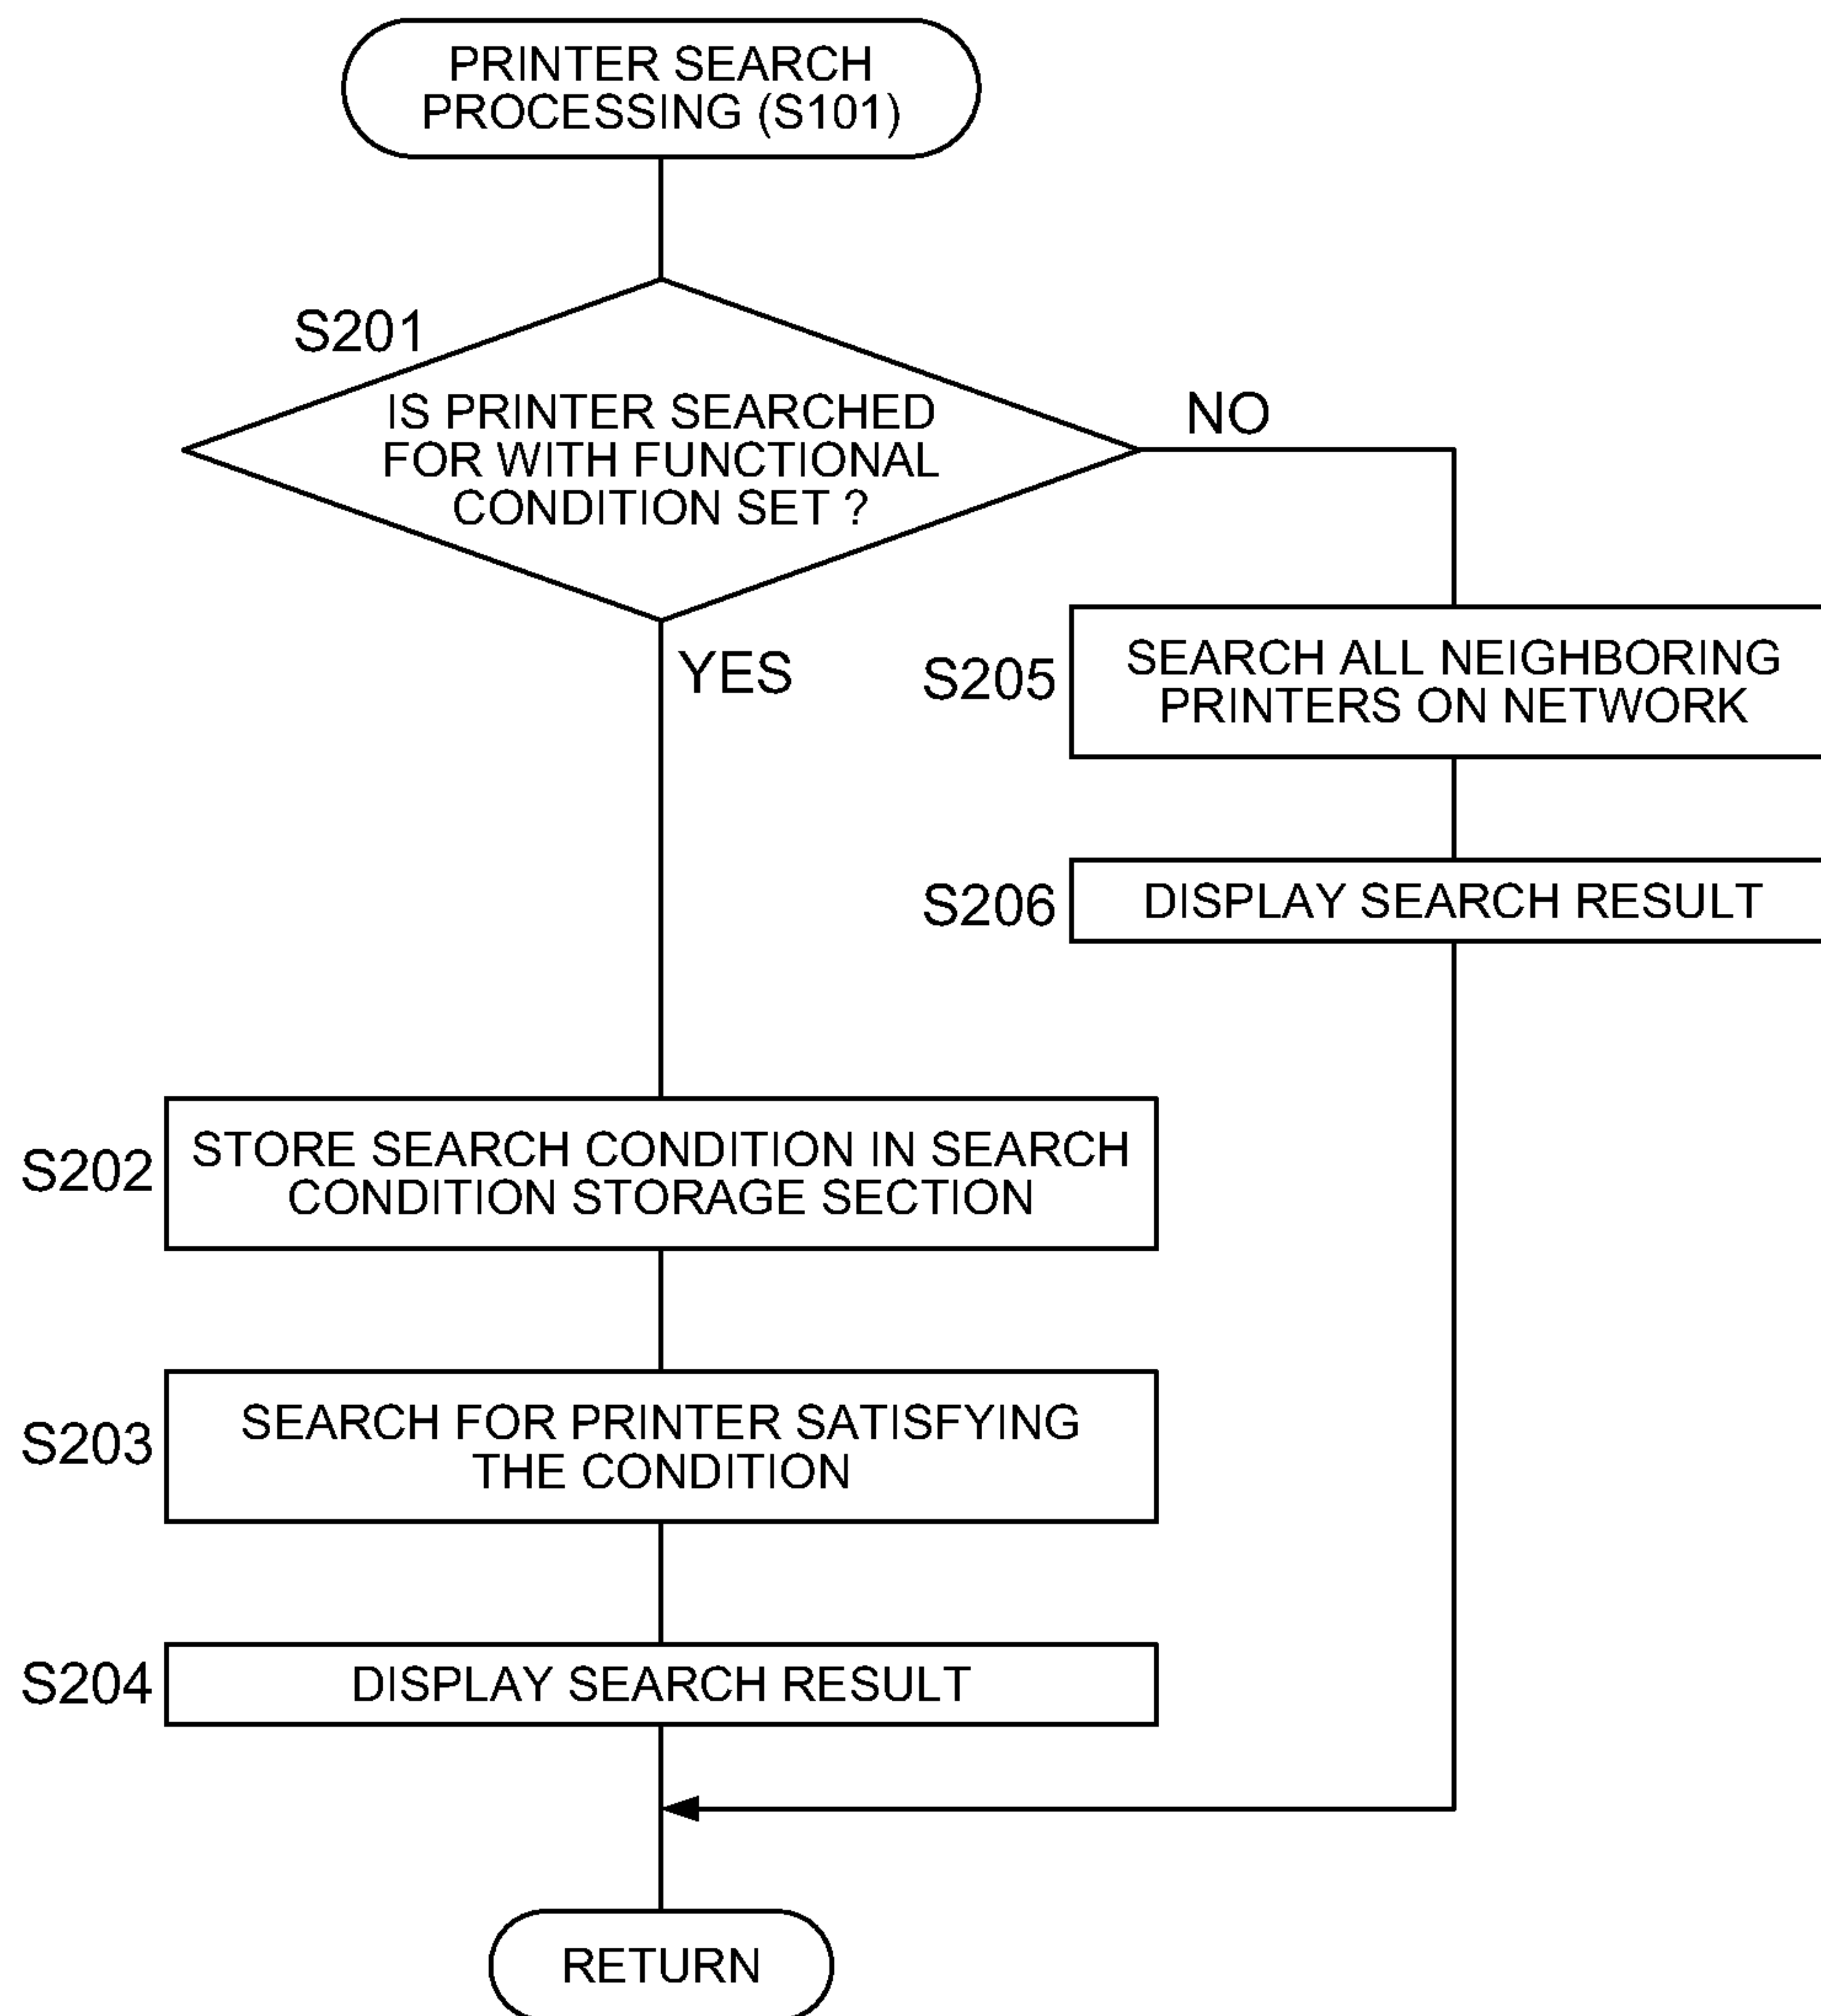 PRINTER SEARCH
PROCESSING (S101)
S201
IS PRINTER SEARCHED
FOR WITH FUNCTIONAL
CONDITION SET ?
NO
YES
S205
SEARCH ALL NEIGHBORING
PRINTERS ON NETWORK
S206
DISPLAY SEARCH RESULT
S202
STORE SEARCH CONDITION IN SEARCH
CONDITION STORAGE SECTION
S203
SEARCH FOR PRINTER SATISFYING
THE CONDITION
S204
DISPLAY SEARCH RESULT
RETURN